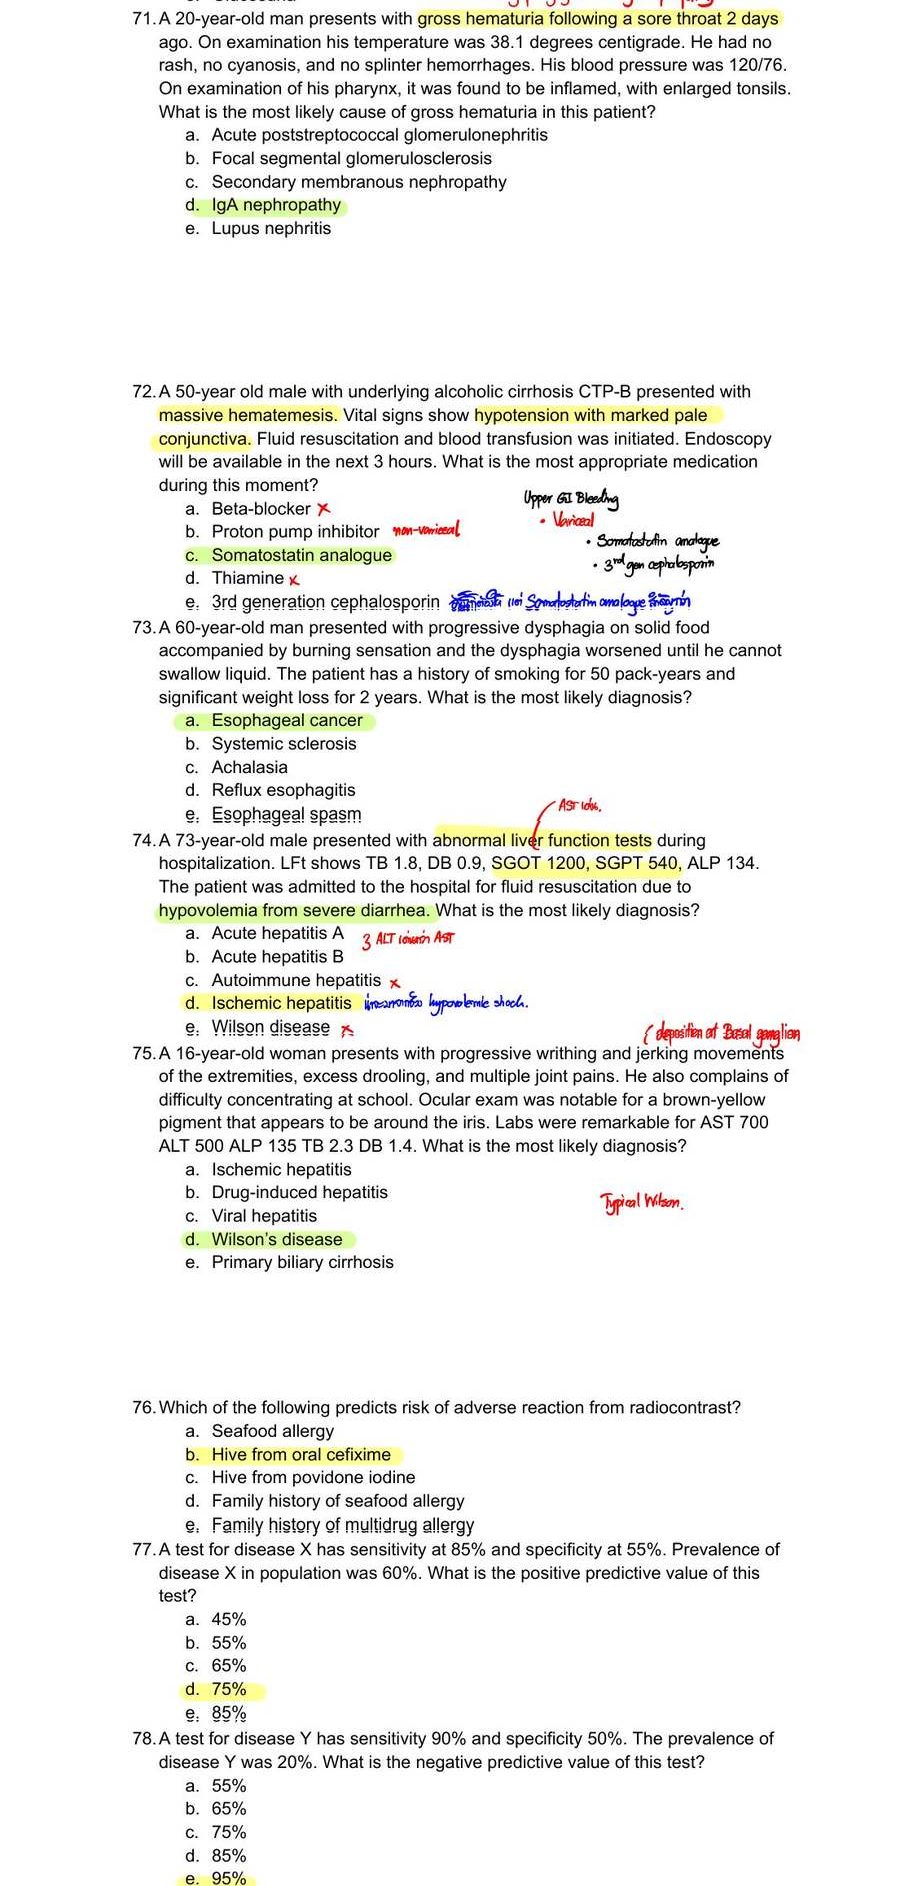 71. A 20-year-old man presents with gross hematuria following a sore throat 2 days
ago. On examination his temperature was 38.1 degrees centigrade. He had no
rash, no cyanosis, and no splinter hemorrhages. His blood pressure was 120/76.
On examination of his pharynx, it was found to be inflamed, with enlarged tonsils.
What is the most likely cause of gross hematuria in this patient?
a. Acute poststreptococcal glomerulonephritis
b. Focal segmental glomerulosclerosis
c. Secondary membranous nephropathy
d. IgA nephropathy
e. Lupus nephritis
72. A 50-year old male with underlying alcoholic cirrhosis CTP-B presented with
massive hematemesis. Vital signs show hypotension with marked pale
conjunctiva. Fluid resuscitation and blood transfusion was initiated. Endoscopy
will be available in the next 3 hours. What is the most appropriate medication
during this moment?
Upper GI Bleeding
a. Beta-blocker x
• Variceal
b. Proton pump inhibitor non-variceal
• Somatostatin analogue
c. Somatostatin analogue
• 3rd gen cephalosporin
d. Thiamine x
e. 3rd generation cephalosporin แต่ Somatostatin analogue
73. A 60-year-old man presented with progressive dysphagia on solid food
accompanied by burning sensation and the dysphagia worsened until he cannot
swallow liquid. The patient has a history of smoking for 50 pack-years and
significant weight loss for 2 years. What is the most likely diagnosis?
a. Esophageal cancer
b. Systemic sclerosis
c. Achalasia
d. Reflux esophagitis
AST เด่น.
e. Esophageal spasm
74. A 73-year-old male presented with abnormal liver function tests during
hospitalization. LFt shows TB 1.8, DB 0.9, SGOT 1200, SGPT 540, ALP 134.
The patient was admitted to the hospital for fluid resuscitation due to
hypovolemia from severe diarrhea. What is the most likely diagnosis?
a. Acute hepatitis A
ALT เด่นกว่า AST
b. Acute hepatitis B
c. Autoimmune hepatitis x
d. Ischemic hepatitis hypovolemic shock.
e. Wilson disease x
deposition at Basal ganglion
75. A 16-year-old woman presents with progressive writhing and jerking movements
of the extremities, excess drooling, and multiple joint pains. He also complains of
difficulty concentrating at school. Ocular exam was notable for a brown-yellow
pigment that appears to be around the iris. Labs were remarkable for AST 700
ALT 500 ALP 135 TB 2.3 DB 1.4. What is the most likely diagnosis?
a. Ischemic hepatitis
b. Drug-induced hepatitis
Typical Wilson.
c. Viral hepatitis
d. Wilson's disease
e. Primary biliary cirrhosis
76. Which of the following predicts risk of adverse reaction from radiocontrast?
a. Seafood allergy
b. Hive from oral cefixime
c. Hive from povidone iodine
d. Family history of seafood allergy
e. Family history of multidrug allergy
77. A test for disease X has sensitivity at 85% and specificity at 55%. Prevalence of
disease X in population was 60%. What is the positive predictive value of this
test?
a. 45%
b. 55%
c. 65%
d. 75%
e. 85%
78. A test for disease Y has sensitivity 90% and specificity 50%. The prevalence of
disease Y was 20%. What is the negative predictive value of this test?
a. 55%
b. 65%
c. 75%
d. 85%
e. 95%